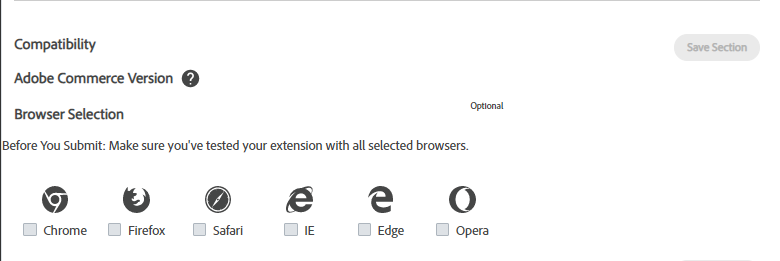 Compatibility
Save Section
Adobe Commerce Version ?
Browser Selection
Optional
Before You Submit: Make sure you've tested your extension with all selected browsers.
Chrome Firefox Safari IE Edge Opera